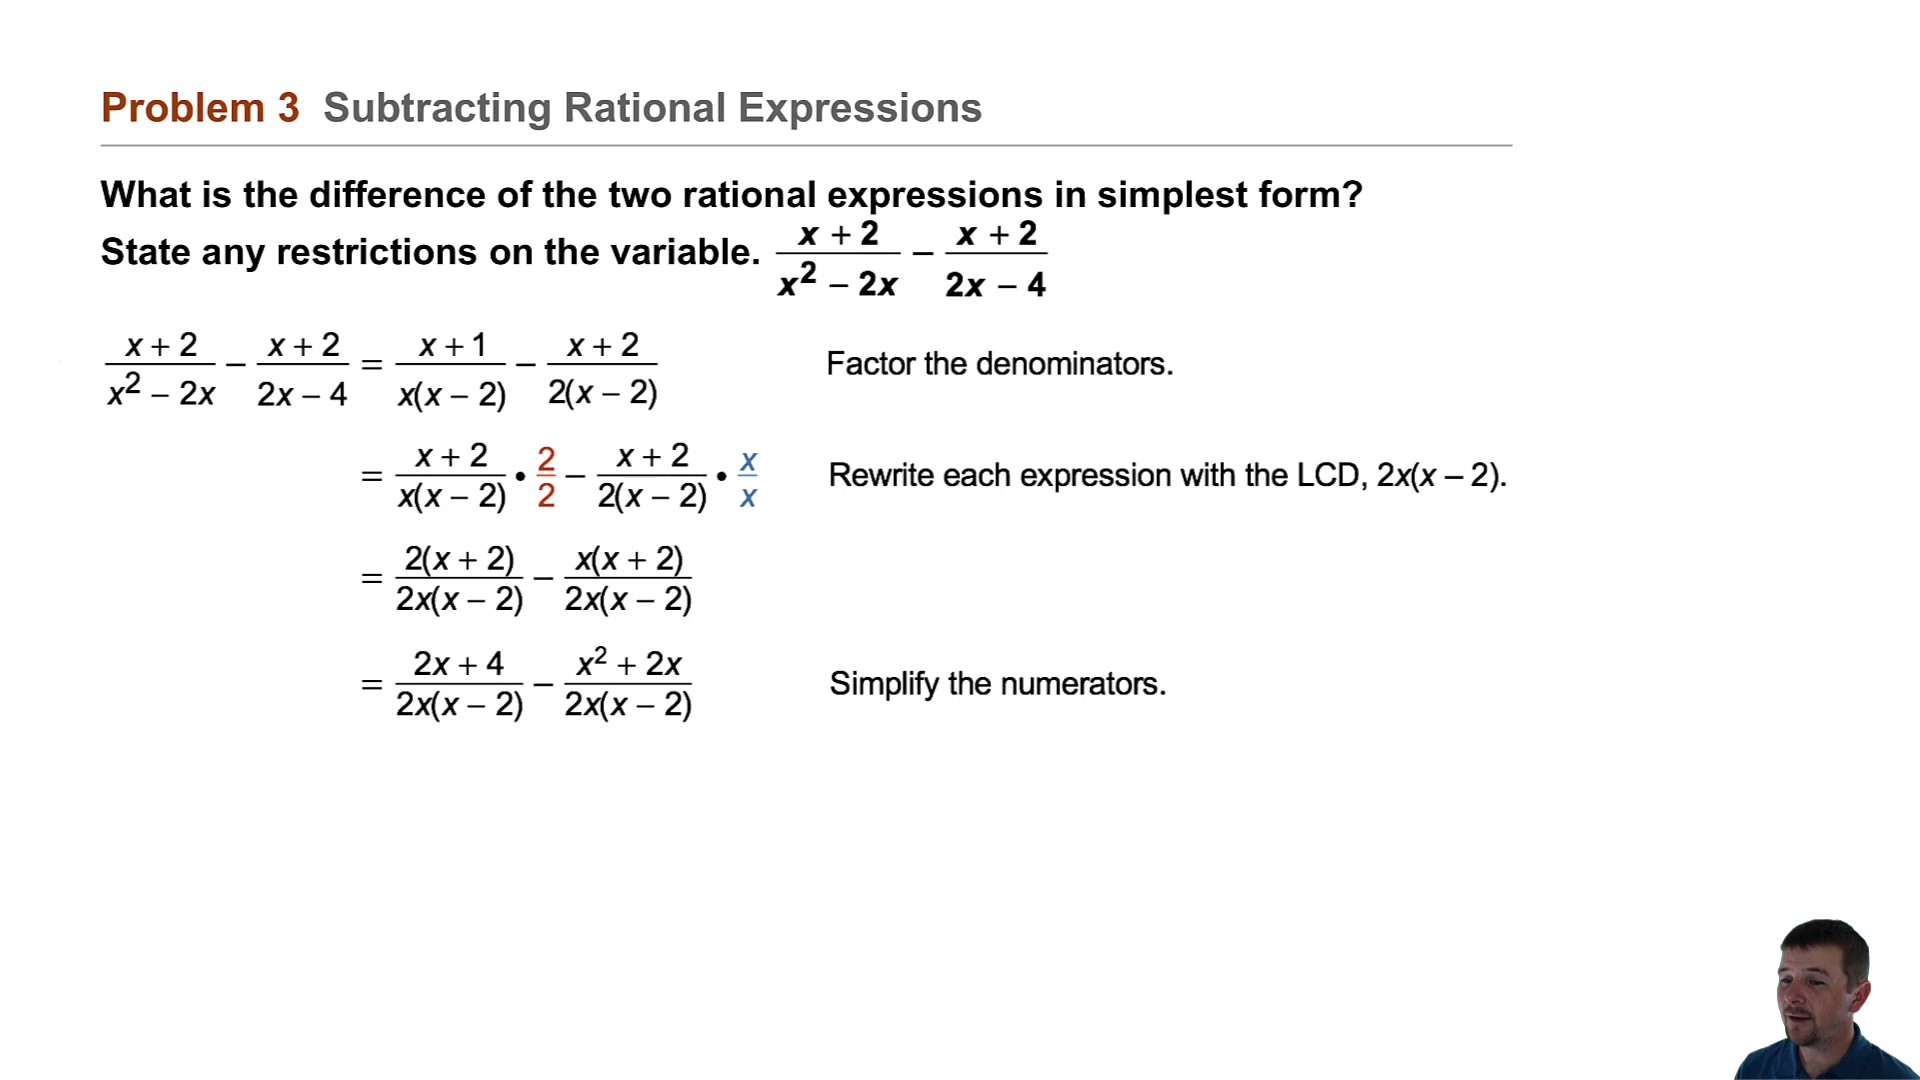 Problem 3 Subtracting Rational Expressions
What is the difference of the two rational expressions in simplest form?
State any restrictions on the variable. (x + 2)/(x² – 2x) – (x + 2)/(2x – 4)
(x + 2)/(x² – 2x) – (x + 2)/(2x – 4) = (x + 1)/(x(x – 2)) – (x + 2)/(2(x – 2)) Factor the denominators.
= (x + 2)/(x(x – 2)) • 2/2 – (x + 2)/(2(x – 2)) • x/x Rewrite each expression with the LCD, 2x(x – 2).
= 2(x + 2)/(2x(x – 2)) – x(x + 2)/(2x(x – 2))
= (2x + 4)/(2x(x – 2)) – (x² + 2x)/(2x(x – 2)) Simplify the numerators.